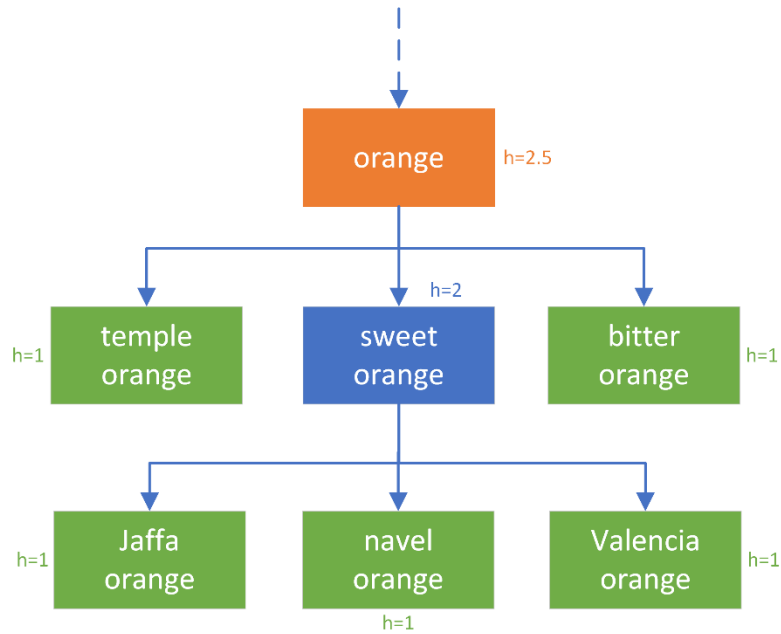 orange
h=2.5
h=2
h=1
temple
orange
sweet
orange
bitter
orange
h=1
h=1
Jaffa
orange
navel
orange
Valencia
orange
h=1
h=1